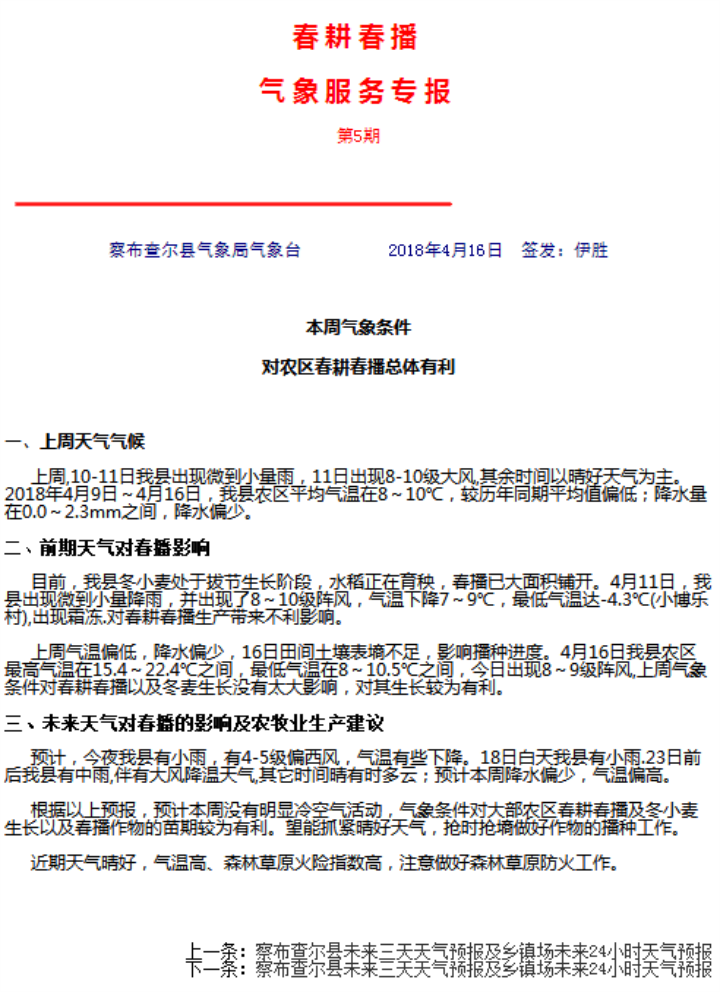 春耕春播
气象服务专报
第5期
察布查尔县气象局气象台 2018年4月16日 签发：伊胜
本周气象条件
对农区春耕春播总体有利
一、上周天气气候
上周,10-11日我县出现微到小量雨，11日出现8-10级大风,其余时间以晴好天气为主。
2018年4月9日～4月16日，我县农区平均气温在8～10℃，较历年同期平均值偏低；降水量
在0.0～2.3mm之间，降水偏少。
二、前期天气对春播影响
目前，我县冬小麦处于拔节生长阶段，水稻正在育秧，春播已大面积铺开。4月11日，我
县出现微到小量降雨，并出现了8～10级阵风，气温下降7～9℃，最低气温达-4.3℃(小博乐
村),出现霜冻.对春耕春播生产带来不利影响。
上周气温偏低，降水偏少，16日田间土壤表墒不足，影响播种进度。4月16日我县农区
最高气温在15.4～22.4℃之间，最低气温在8～10.5℃之间，今日出现8～9级阵风,上周气象
条件对春耕春播以及冬麦生长没有太大影响，对其生长较为有利。
三、未来天气对春播的影响及农牧业生产建议
预计，今夜我县有小雨，有4-5级偏西风，气温有些下降。18日白天我县有小雨.23日前
后我县有中雨,伴有大风降温天气,其它时间晴有时多云；预计本周降水偏少，气温偏高。
根据以上预报，预计本周没有明显冷空气活动，气象条件对大部农区春耕春播及冬小麦
生长以及春播作物的苗期较为有利。望能抓紧晴好天气，抢时抢墒做好作物的播种工作。
近期天气晴好，气温高、森林草原火险指数高，注意做好森林草原防火工作。
上一条：察布查尔县未来三天天气预报及乡镇场未来24小时天气预报
下一条：察布查尔县未来三天天气预报及乡镇场未来24小时天气预报